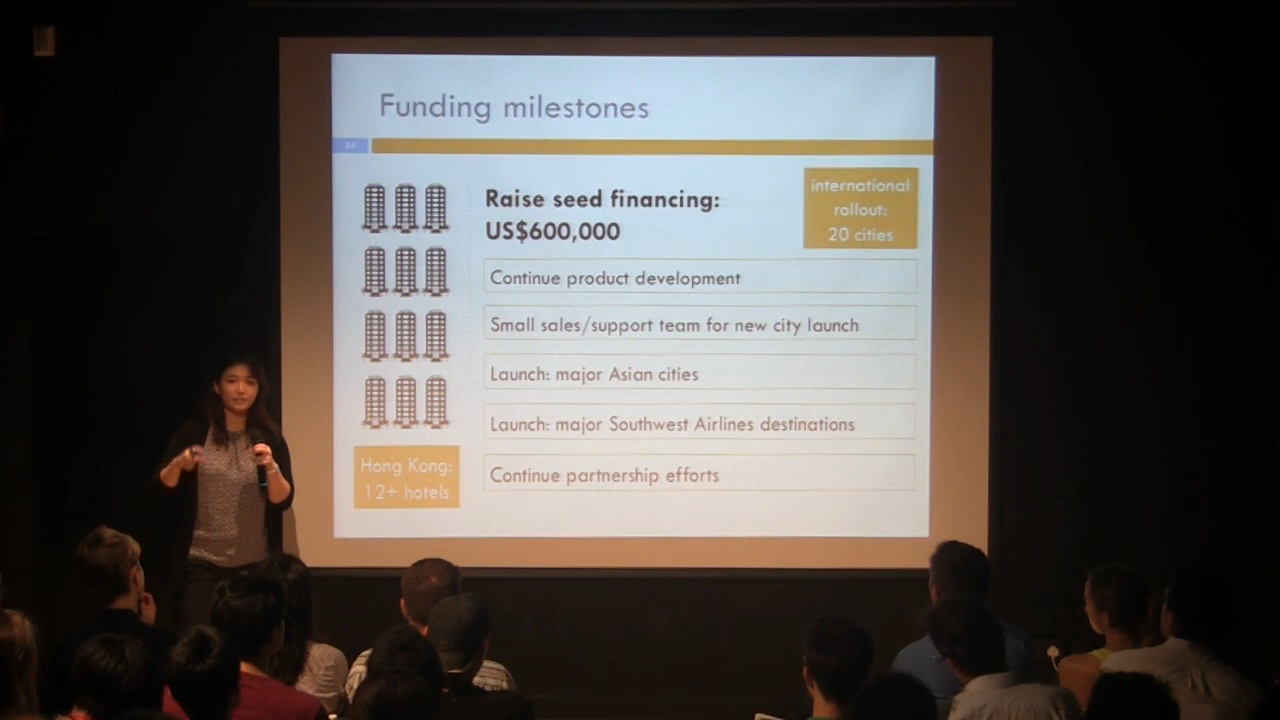 Funding milestones
Raise seed financing:
US$600,000
international
rollout:
20 cities
Continue product development
Small sales/support team for new city launch
Launch: major Asian cities
Launch: major Southwest Airlines destinations
Continue partnership efforts
Hong Kong:
12+ hotels